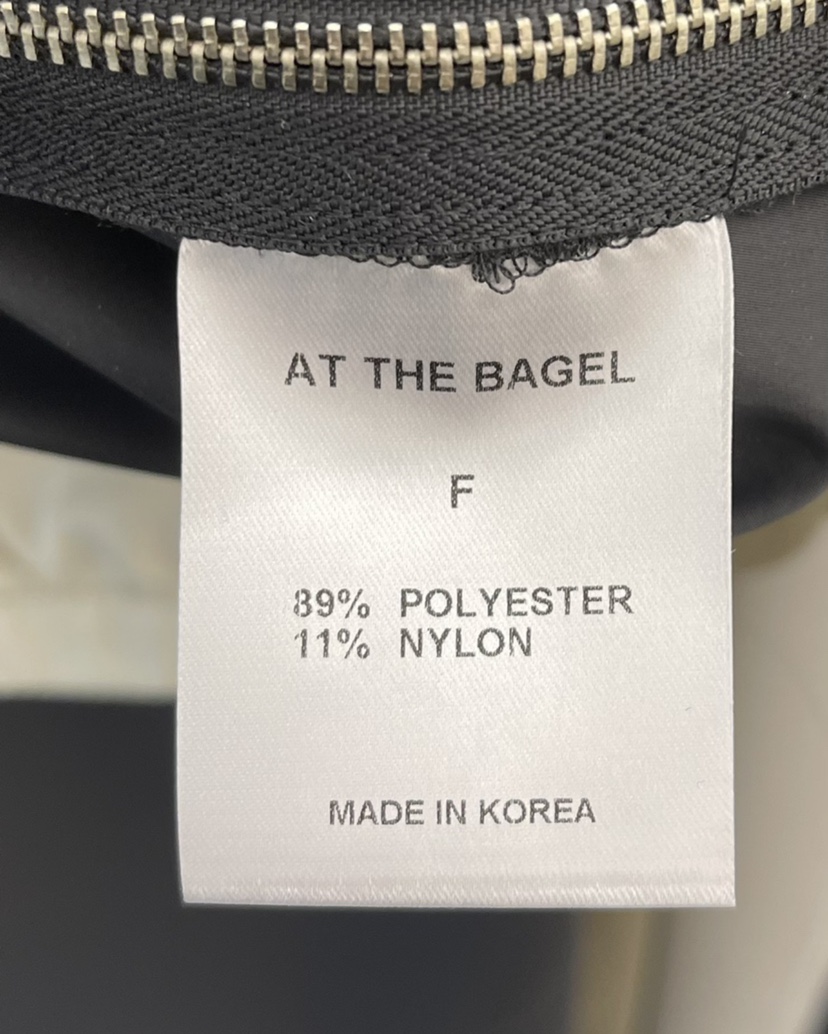 AT THE BAGEL
F
89% POLYESTER
11% NYLON
MADE IN KOREA